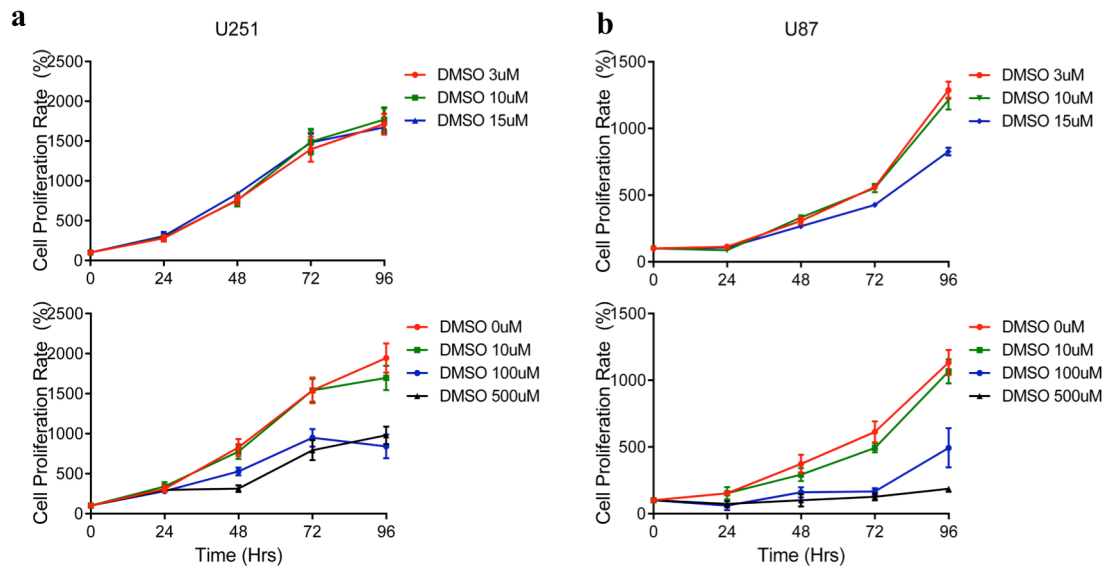 a
U251
Cell Proliferation Rate (%)
2500
2000
1500
1000
500
0
0 24 48 72 96
DMSO 3uM
DMSO 10uM
DMSO 15uM
b
U87
Cell Proliferation Rate (%)
1500
1000
500
0
0 24 48 72 96
DMSO 3uM
DMSO 10uM
DMSO 15uM
Cell Proliferation Rate (%)
2500
2000
1500
1000
500
0
0 24 48 72 96
Time (Hrs)
DMSO 0uM
DMSO 10uM
DMSO 100uM
DMSO 500uM
Cell Proliferation Rate (%)
1500
1000
500
0
0 24 48 72 96
Time (Hrs)
DMSO 0uM
DMSO 10uM
DMSO 100uM
DMSO 500uM